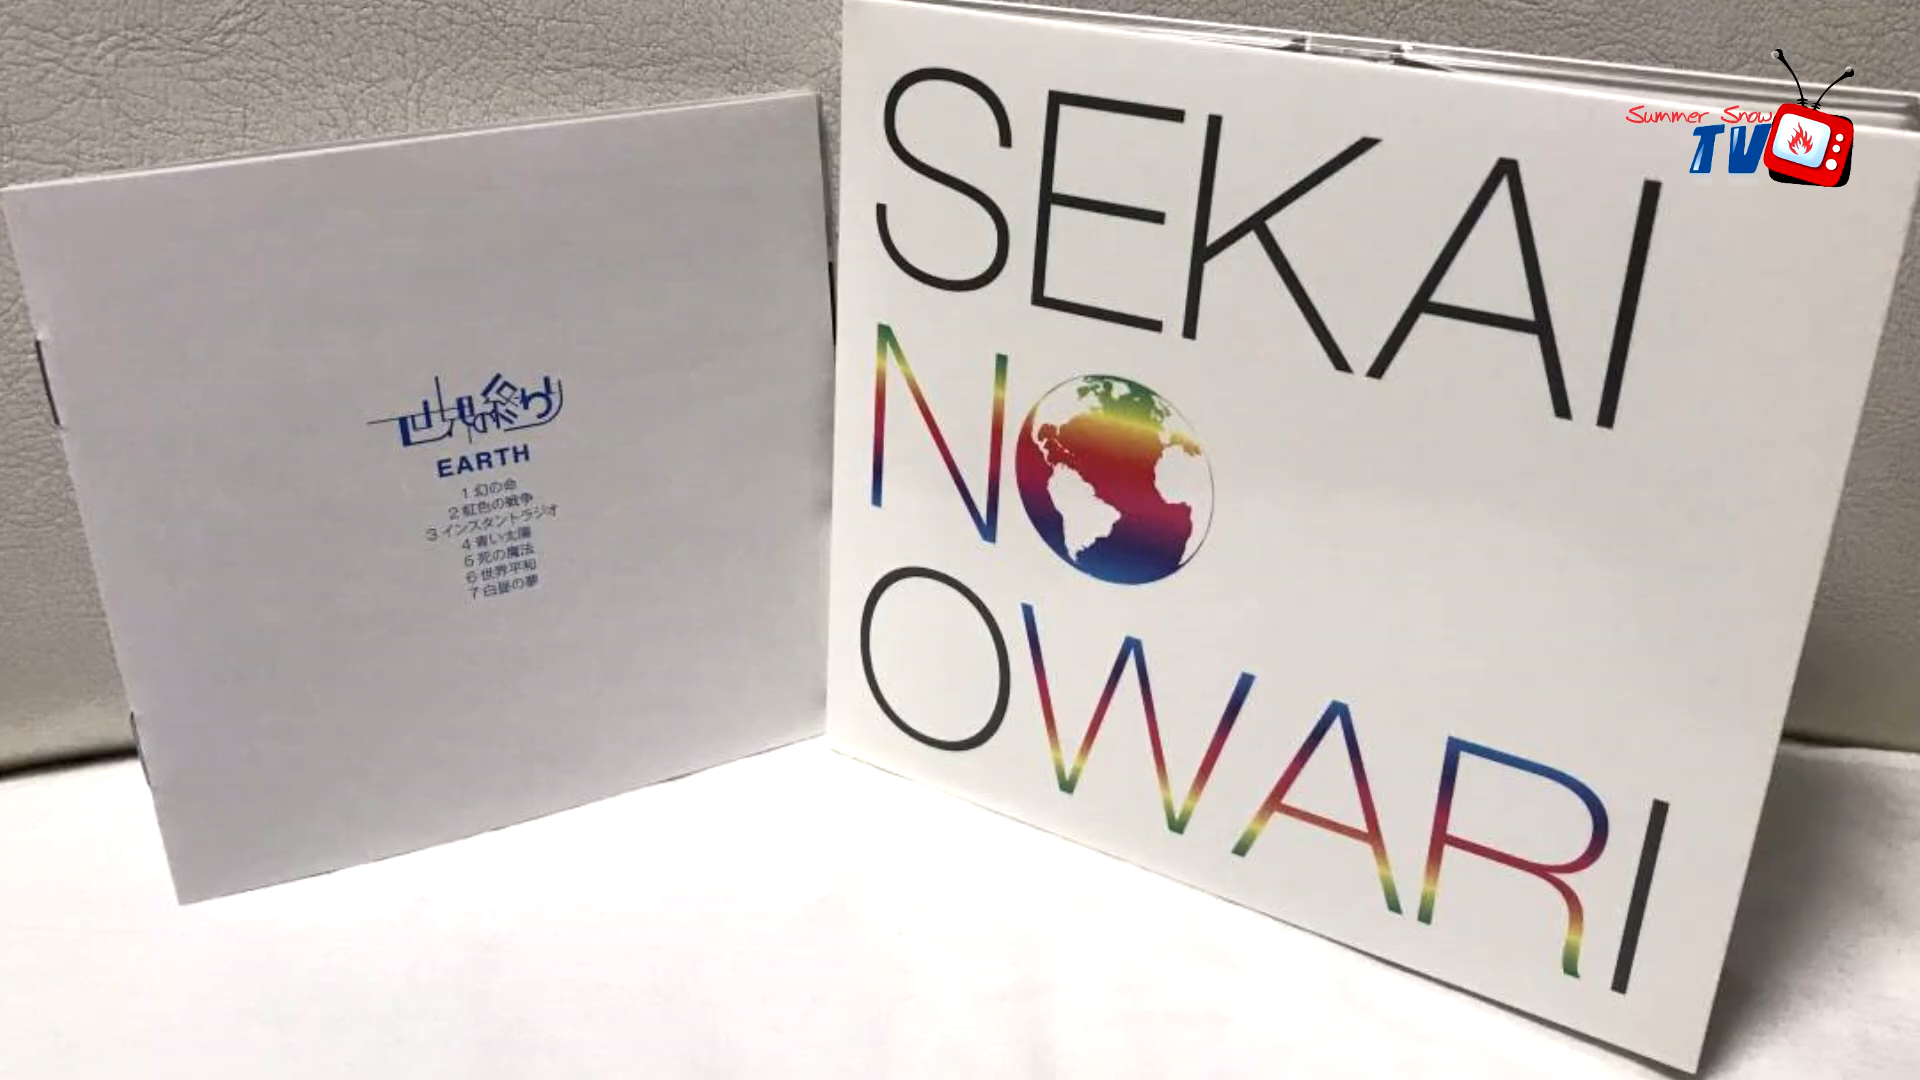 世界の終わり
EARTH
1 幻の命
2 虹色の戦争
3 インスタントラジオ
4 青い太陽
5 死の魔法
6 世界平和
7 白昼の夢
SEKAI
NO
OWARI
Summer Snow
TV